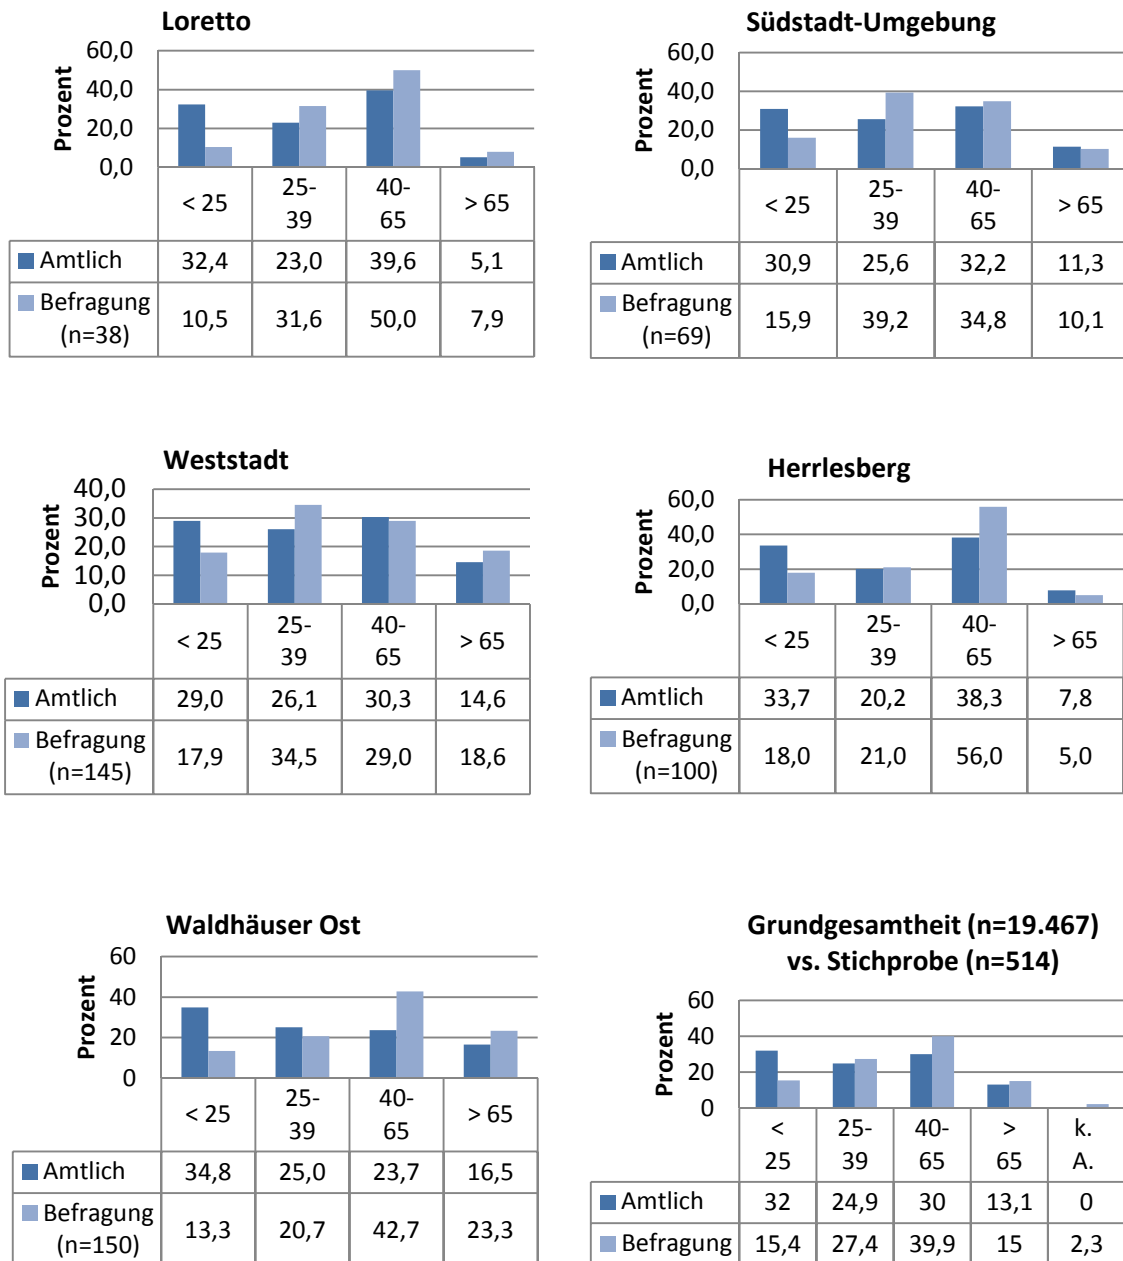 Loretto
Prozent
60,0
40,0
20,0
0,0
< 25 25-39 40-65 > 65
Amtlich 32,4 23,0 39,6 5,1
Befragung (n=38) 10,5 31,6 50,0 7,9
Südstadt-Umgebung
Prozent
60,0
40,0
20,0
0,0
< 25 25-39 40-65 > 65
Amtlich 30,9 25,6 32,2 11,3
Befragung (n=69) 15,9 39,2 34,8 10,1
Weststadt
Prozent
40,0
30,0
20,0
10,0
0,0
< 25 25-39 40-65 > 65
Amtlich 29,0 26,1 30,3 14,6
Befragung (n=145) 17,9 34,5 29,0 18,6
Herrlesberg
Prozent
60,0
40,0
20,0
0,0
< 25 25-39 40-65 > 65
Amtlich 33,7 20,2 38,3 7,8
Befragung (n=100) 18,0 21,0 56,0 5,0
Waldhäuser Ost
Prozent
60
40
20
0
< 25 25-39 40-65 > 65
Amtlich 34,8 25,0 23,7 16,5
Befragung (n=150) 13,3 20,7 42,7 23,3
Grundgesamtheit (n=19.467)
vs. Stichprobe (n=514)
Prozent
60
40
20
0
< 25 25-39 40-65 > 65 k. A.
Amtlich 32 24,9 30 13,1 0
Befragung 15,4 27,4 39,9 15 2,3